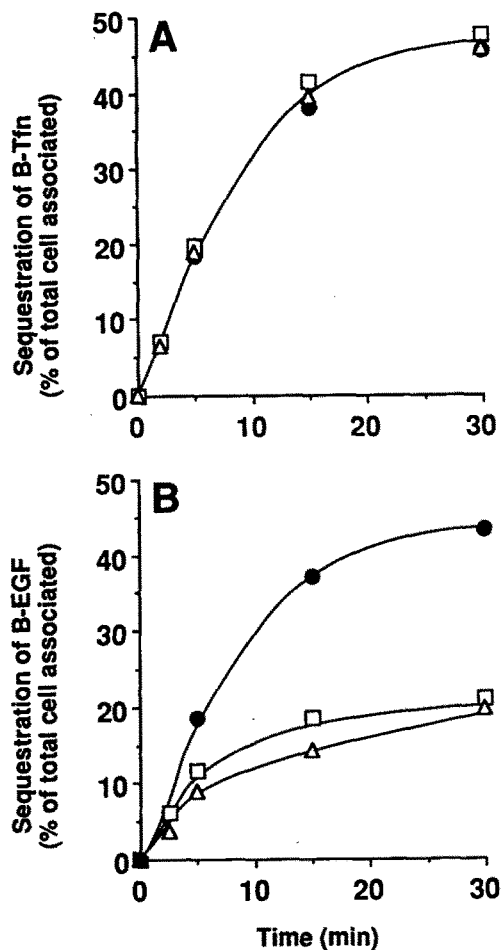 A
Sequestration of B-Tfn
(% of total cell associated)
50
40
30
20
10
0
0 10 20 30
B
Sequestration of B-EGF
(% of total cell associated)
50
40
30
20
10
0
0 10 20 30
Time (min)